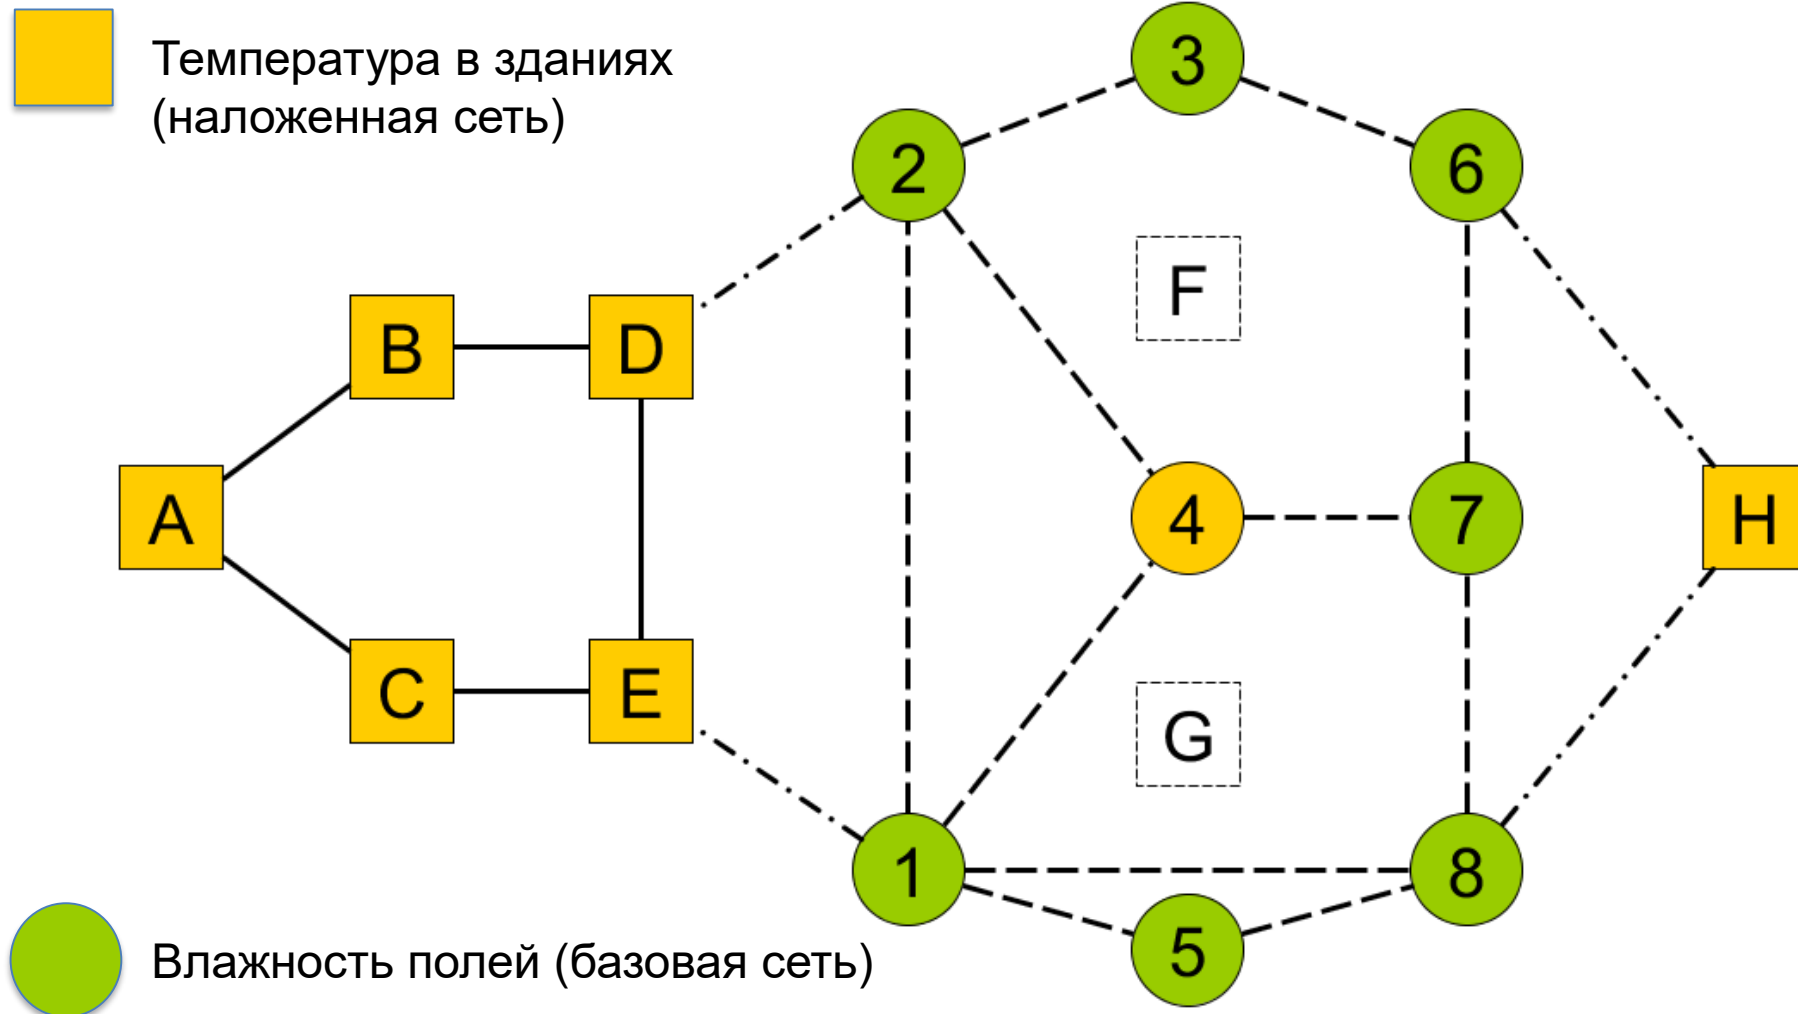 Температура в зданиях
(наложенная сеть)
3
2
6
F
B
D
A
4
7
H
C
E
G
1
8
5
Влажность полей (базовая сеть)